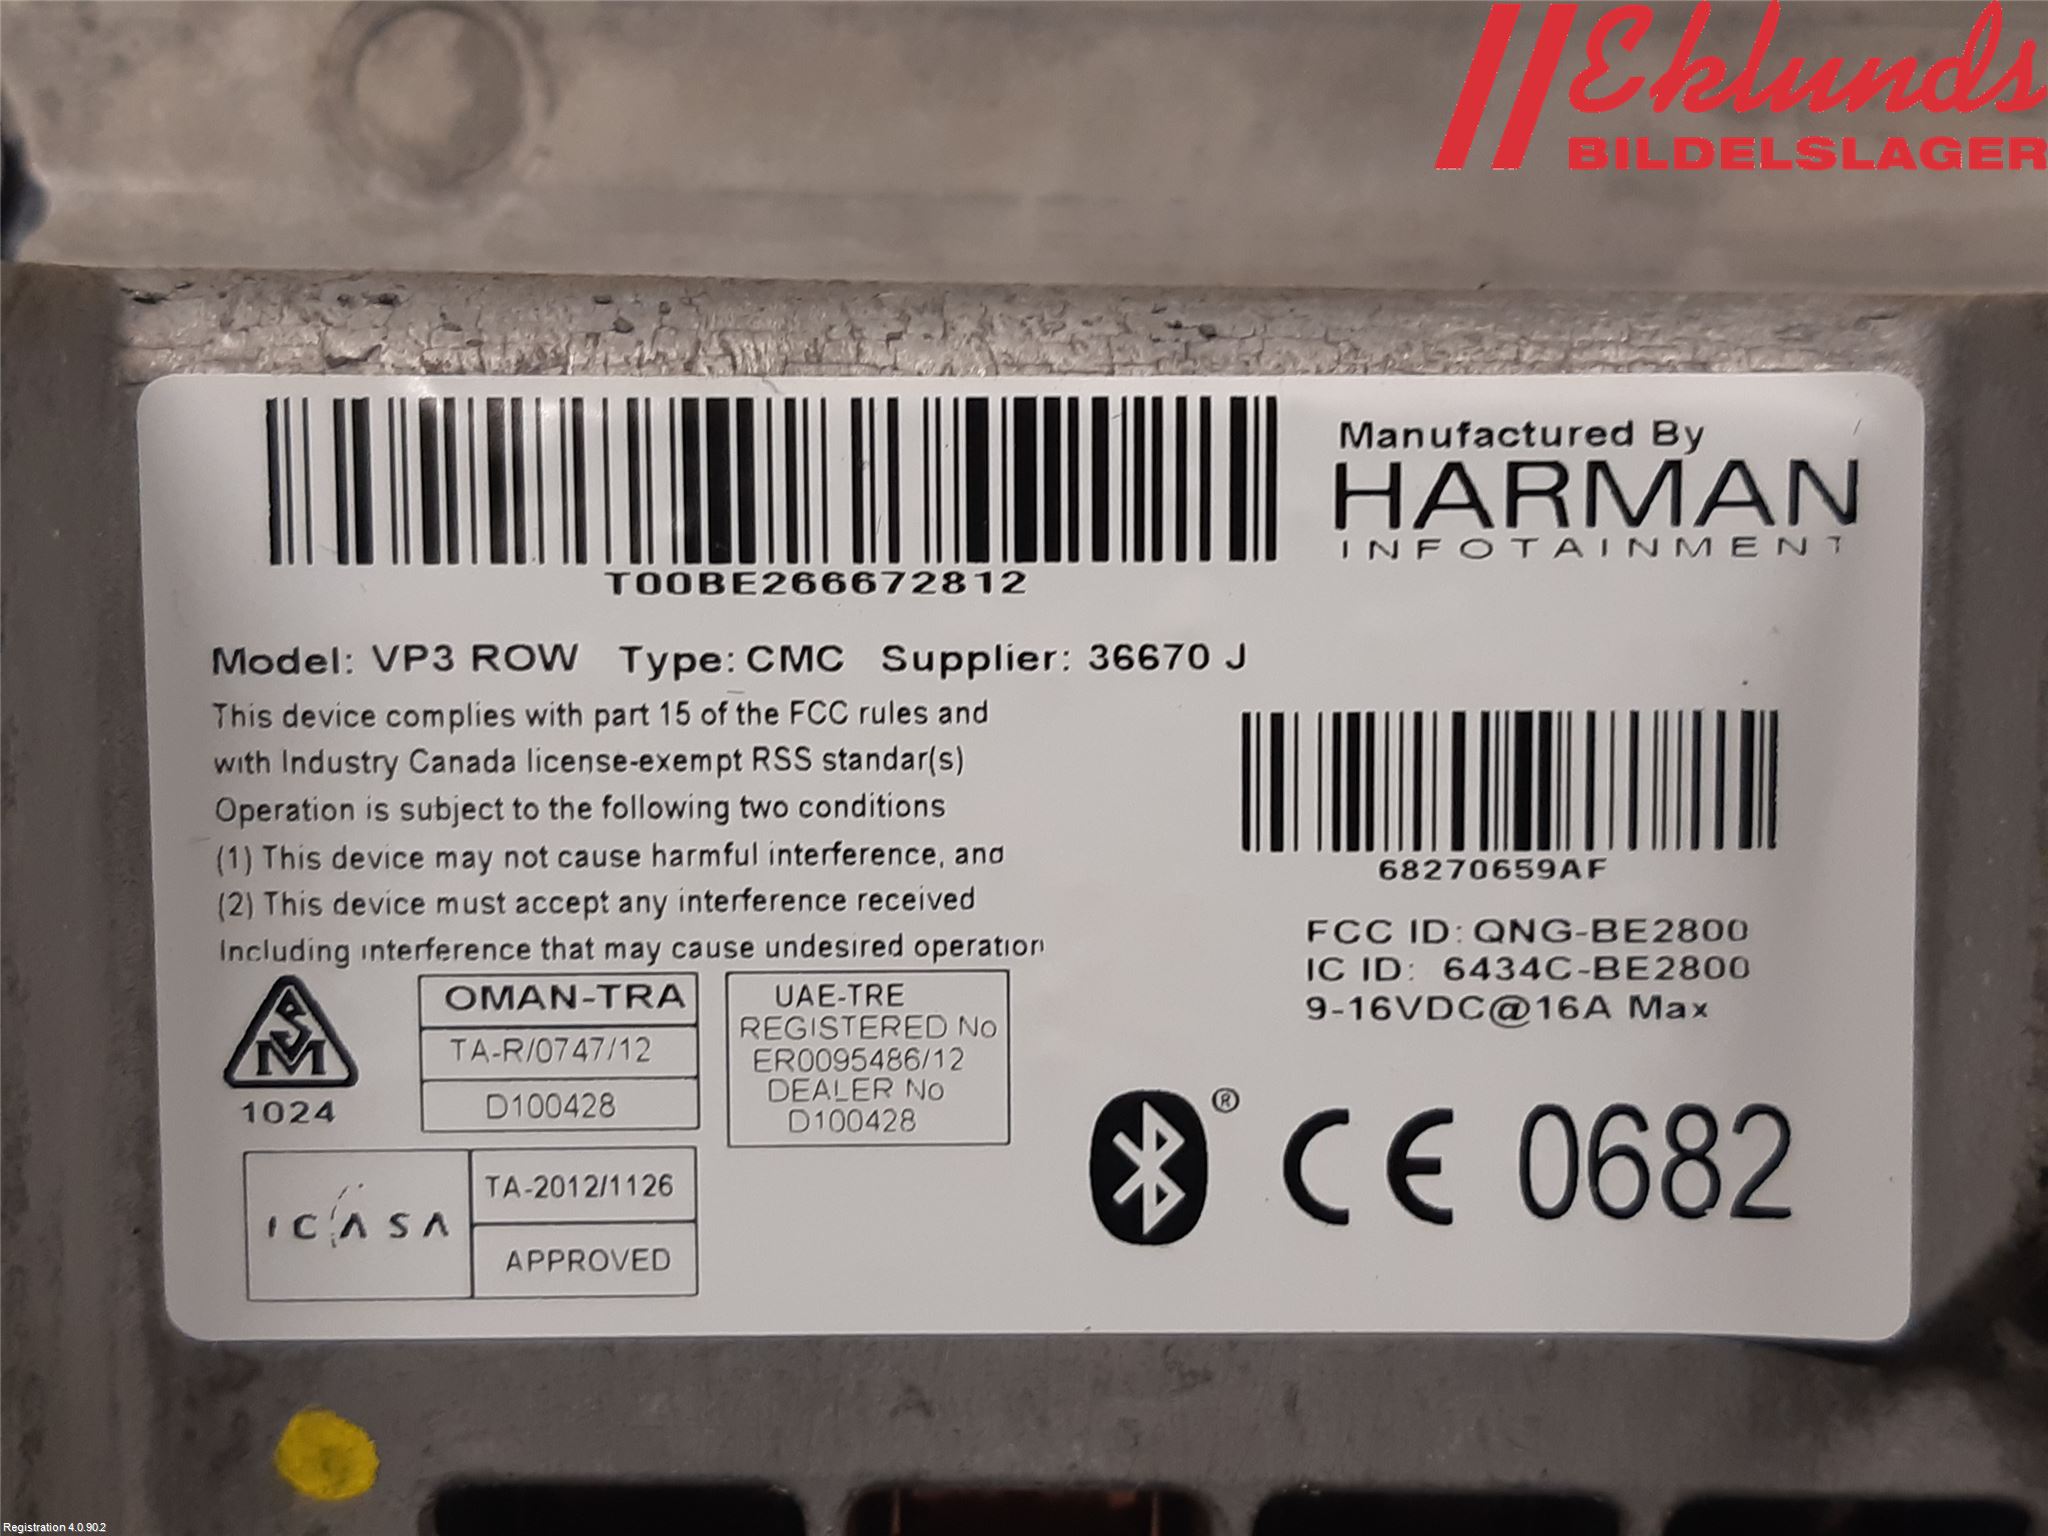 Eklunds
BILDELSLAGER
Manufactured By
HARMAN
INFOTAINMENT
T00BE266672812
Model: VP3 ROW Type: CMC Supplier: 36670 J
This device complies with part 15 of the FCC rules and
with Industry Canada license-exempt RSS standar(s)
Operation is subject to the following two conditions
(1) This device may not cause harmful interference, and
(2) This device must accept any interference received
Including interference that may cause undesired operation
68270659AF
FCC ID: QNG-BE2800
IC ID: 6434C-BE2800
9-16VDC@16A Max
1024
OMAN-TRA
TA-R/0747/12
D100428
UAE-TRE
REGISTERED No
ER0095486/12
DEALER No
D100428
ICASA
TA-2012/1126
APPROVED
® CE 0682
Registration 4.0.90.2